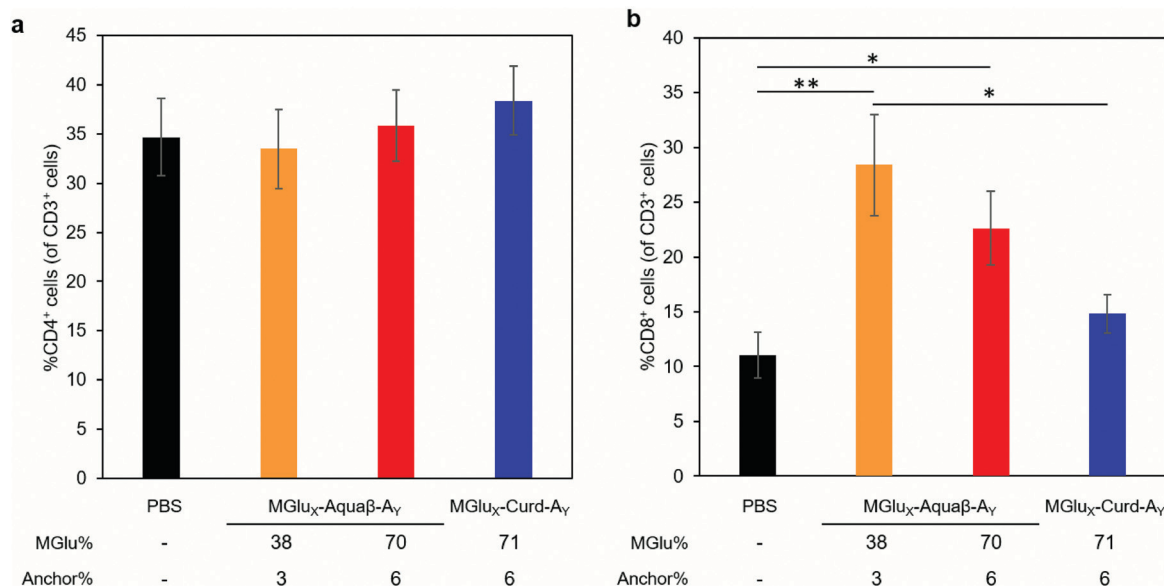 a
45
40
35
30
25
20
15
10
5
0
%CD4⁺ cells (of CD3⁺ cells)
PBS MGluX-Aquaβ-AY MGluX-Curd-AY
MGlu% - 38 70 71
Anchor% - 3 6 6
b
40
35
30
25
20
15
10
5
0
%CD8⁺ cells (of CD3⁺ cells)
*
**
*
PBS MGluX-Aquaβ-AY MGluX-Curd-AY
MGlu% - 38 70 71
Anchor% - 3 6 6